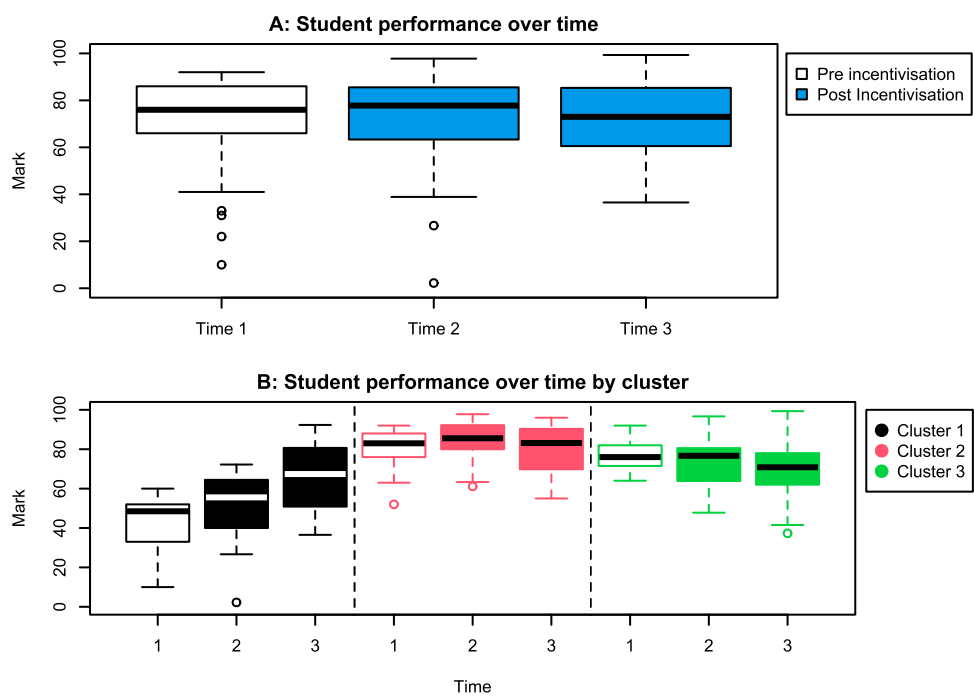 A: Student performance over time
100
80
60
40
20
0
Mark
Time 1 Time 2 Time 3
Pre incentivisation
Post Incentivisation
B: Student performance over time by cluster
100
80
60
40
20
0
Mark
1 2 3 1 2 3 1 2 3
Time
Cluster 1
Cluster 2
Cluster 3